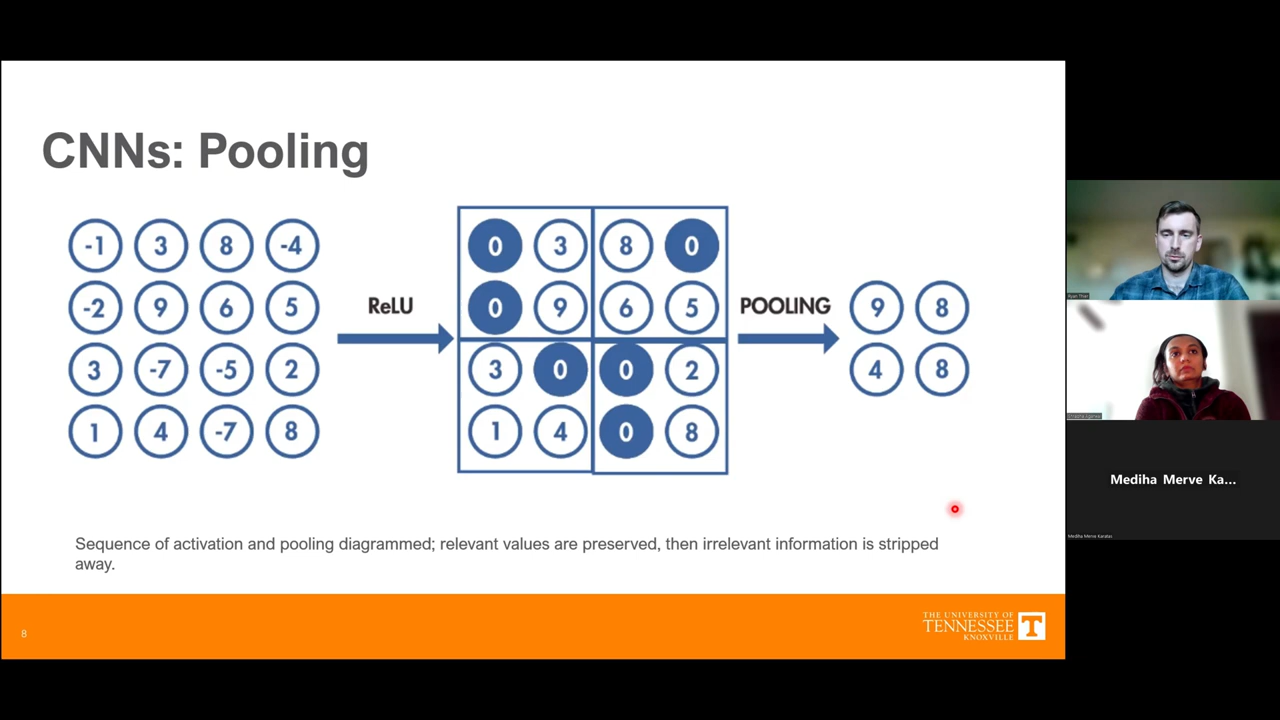 CNNs: Pooling
-1 3 8 -4
-2 9 6 5
3 -7 -5 2
1 4 -7 8
ReLU
0 3 8 0
0 9 6 5
3 0 0 2
1 4 0 8
POOLING
9 8
4 8
Sequence of activation and pooling diagrammed; relevant values are preserved, then irrelevant information is stripped
away.
8
THE UNIVERSITY OF
TENNESSEE
KNOXVILLE
T
Mediha Merve Ka...
Mediha Merve Karatas